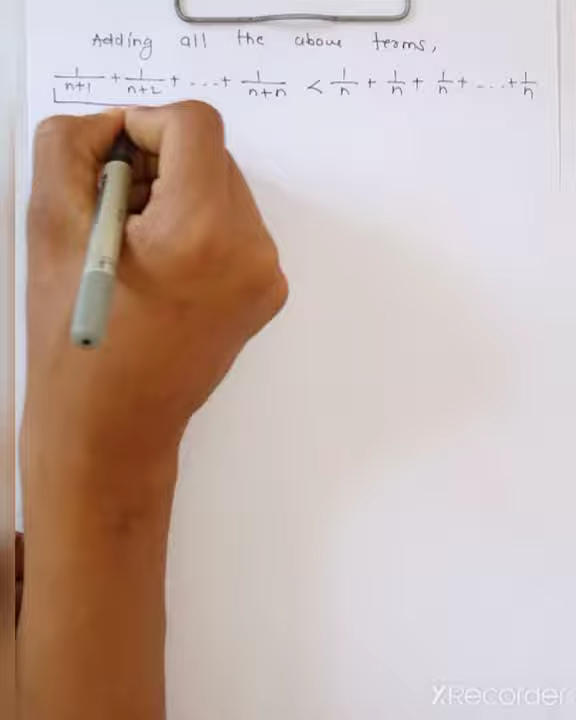 Adding all the above terms,
1/n+1 + 1/n+2 + ...+ 1/n+n < 1/n + 1/n + 1/n + ...+ 1/n
XRecorder